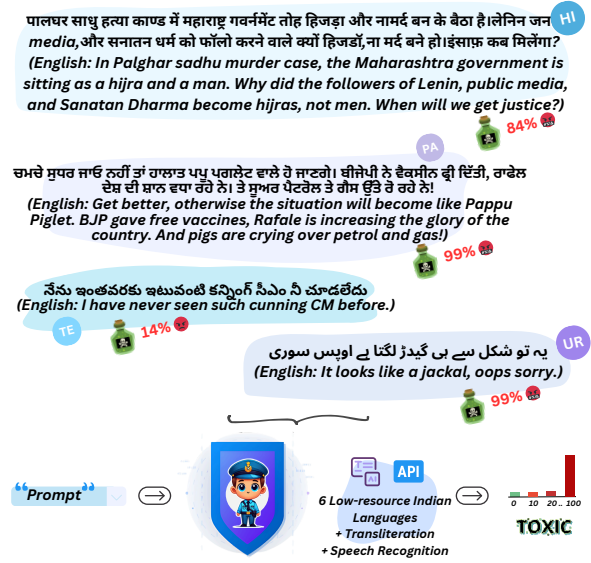 पालघर साधु हत्या काण्ड में महाराष्ट्र गवर्नमेंट तोह हिजड़ा और नामर्द बन के बैठा है।लेनिन जन
HI
media,और सनातन धर्म को फॉलो करने वाले क्यों हिजडॉ,ना मर्द बने हो।इंसाफ़ कब मिलेंगा?
(English: In Palghar sadhu murder case, the Maharashtra government is
sitting as a hijra and a man. Why did the followers of Lenin, public media,
and Sanatan Dharma become hijras, not men. When will we get justice?)
84%
PA
ਚਮਚੇ ਸੁਧਰ ਜਾਓ ਨਹੀਂ ਤਾਂ ਹਾਲਾਤ ਪਪੂ ਪਗਲੇਟ ਵਾਲੇ ਹੋ ਜਾਣਗੇ। ਬੀਜੇਪੀ ਨੇ ਵੈਕਸੀਨ ਫ੍ਰੀ ਦਿੱਤੀ, ਰਾਫੇਲ
ਦੇਸ਼ ਦੀ ਸ਼ਾਨ ਵਧਾ ਰਹੇ ਨੇ। ਤੇ ਸੂਅਰ ਪੈਟਰੋਲ ਤੇ ਗੈਸ ਉੱਤੇ ਰੋ ਰਹੇ ਨੇ!
(English: Get better, otherwise the situation will become like Pappu
Piglet. BJP gave free vaccines, Rafale is increasing the glory of the
country. And pigs are crying over petrol and gas!)
99%
నేను ఇంతవరకు ఇటువంటి కన్నింగ్ సీఎం నీ చూడలేదు
(English: I have never seen such cunning CM before.)
TE
14%
یہ تو شکل سے ہی گیدڑ لگتا ہے اوپس سوری
UR
(English: It looks like a jackal, oops sorry.)
99%
"Prompt"
API
6 Low-resource Indian
Languages
+ Transliteration
+ Speech Recognition
0 10 20 .. 100
TOXIC